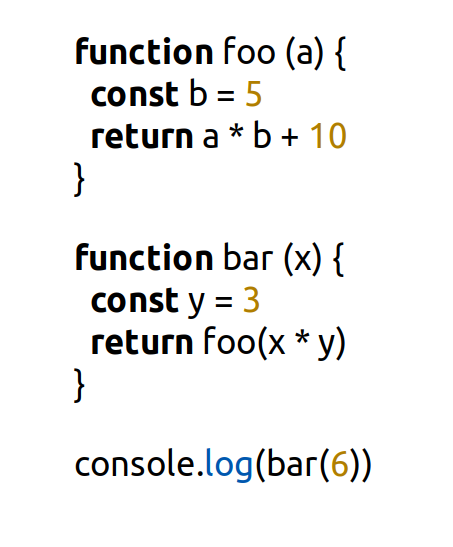 function foo (a) {
  const b = 5
  return a * b + 10
}

function bar (x) {
  const y = 3
  return foo(x * y)
}

console.log(bar(6))